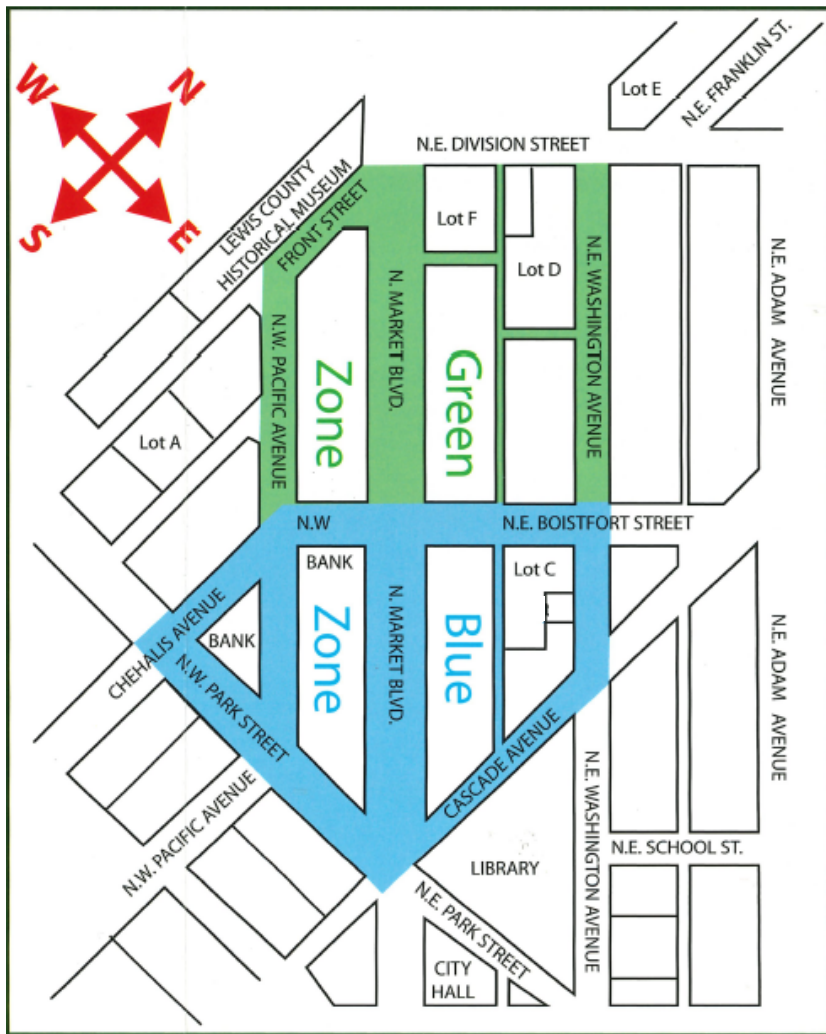 W
N
S
E
Lot E
N.E. FRANKLIN ST.
N.E. DIVISION STREET
LEWIS COUNTY
HISTORICAL MUSEUM
FRONT STREET
Lot F
Lot D
N.W. PACIFIC AVENUE
N. MARKET BLVD.
N.E. WASHINGTON AVENUE
N.E. ADAM AVENUE
Zone
Green
Lot A
N.W
N.E. BOISTFORT STREET
BANK
Lot C
CHEHALIS AVENUE
BANK
N.W. PARK STREET
Zone
N. MARKET BLVD.
Blue
CASCADE AVENUE
N.E. ADAM AVENUE
N.W. PACIFIC AVENUE
N.E. WASHINGTON AVENUE
N.E. SCHOOL ST.
LIBRARY
N.E. PARK STREET
CITY
HALL